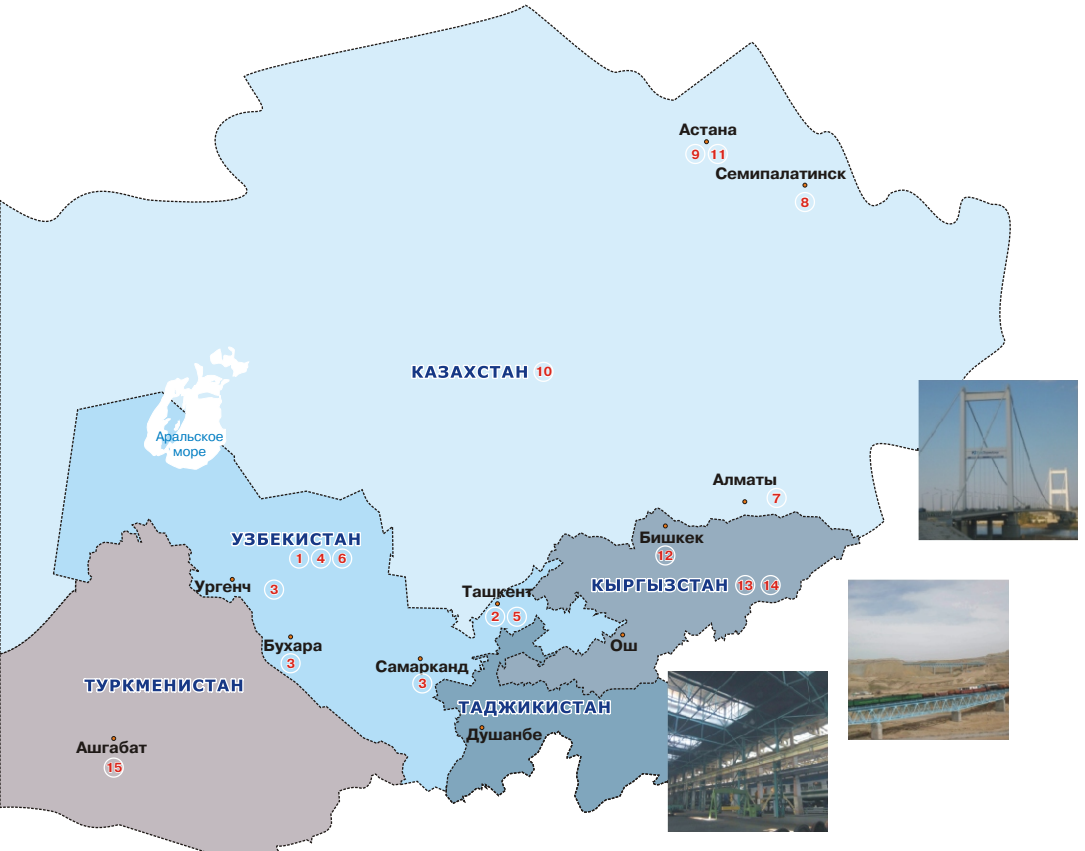 Астана
9 11
Семипалатинск
8
КАЗАХСТАН 10
Аральское
море
Алматы
7
УЗБЕКИСТАН
1 4 6
Бишкек
12
Ургенч 3
Ташкент
2 5
КЫРГЫЗСТАН 13 14
Бухара
3
Ош
Самарканд
3
ТУРКМЕНИСТАН
ТАДЖИКИСТАН
Душанбе
Ашгабат
15